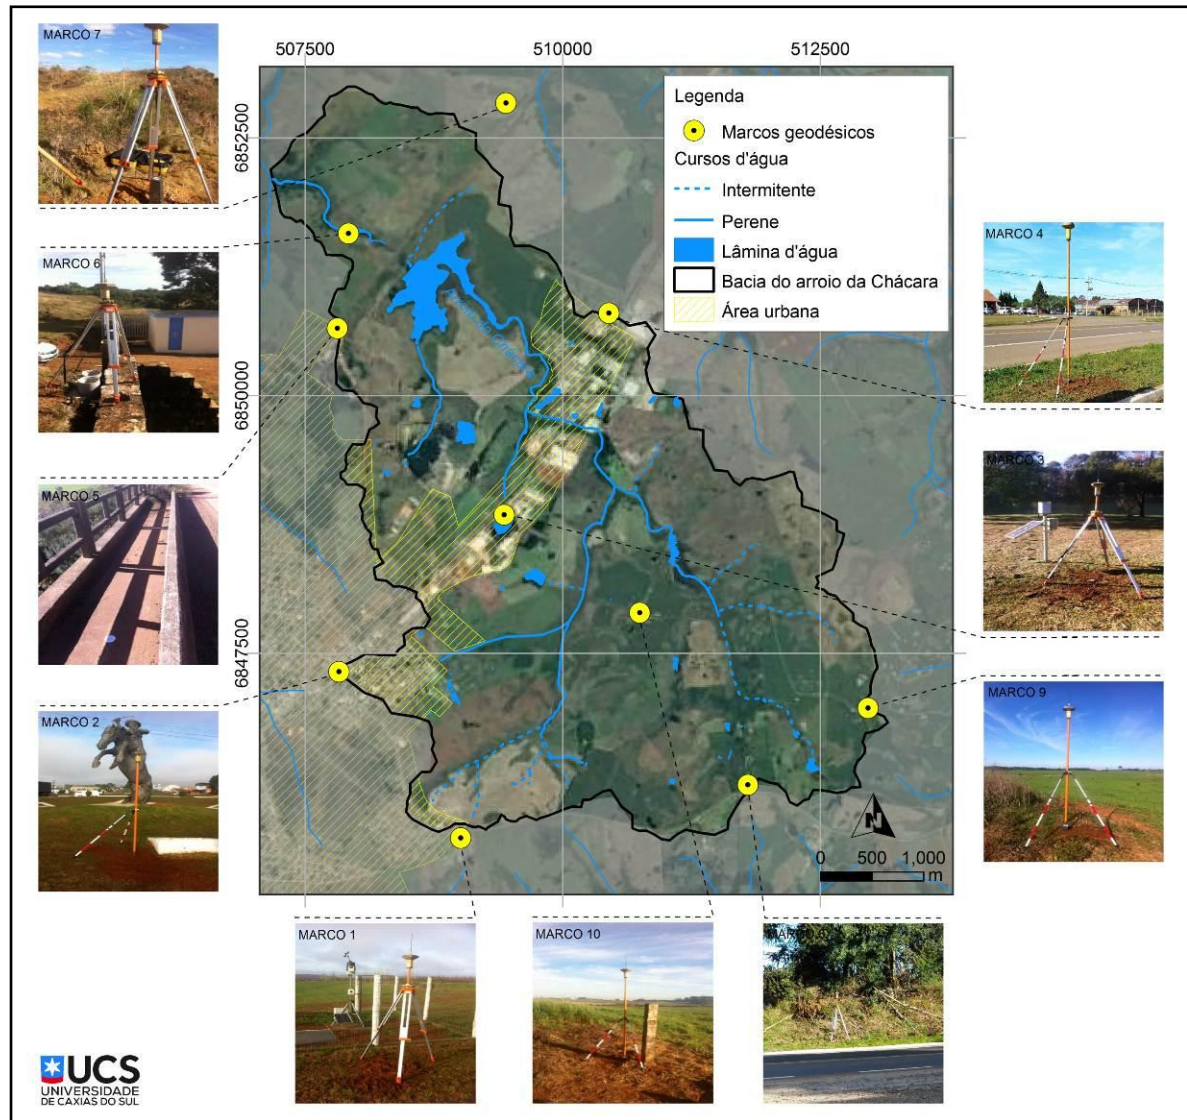 MARCO 7
507500
510000
512500
6852500
Legenda
Marcos geodésicos
Cursos d'água
Intermitente
Perene
Lâmina d'água
Bacia do arroio da Chácara
Área urbana
MARCO 4
MARCO 6
6850000
MARCO 3
MARCO 5
6847500
MARCO 9
MARCO 2
N
0 500 1,000
m
MARCO 1
MARCO 10
MARCO
UCS
UNIVERSIDADE
DE CAXIAS DO SUL